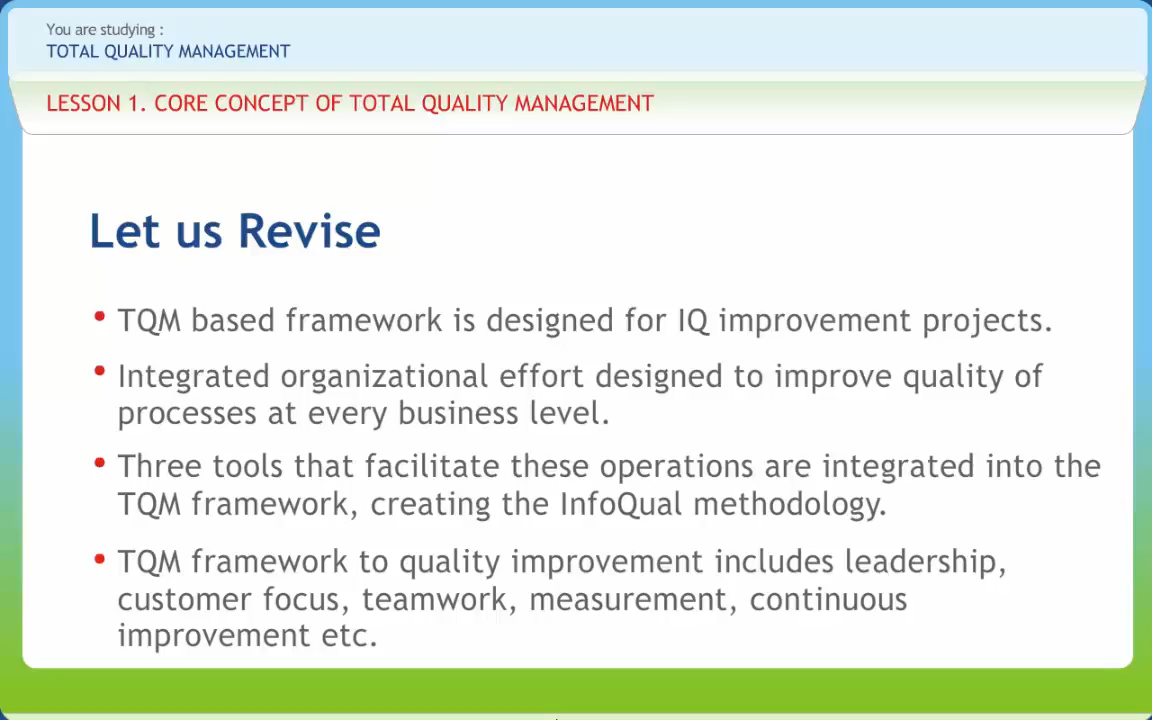 You are studying :
TOTAL QUALITY MANAGEMENT
LESSON 1. CORE CONCEPT OF TOTAL QUALITY MANAGEMENT
Let us Revise
• TQM based framework is designed for IQ improvement projects.
• Integrated organizational effort designed to improve quality of
processes at every business level.
• Three tools that facilitate these operations are integrated into the
TQM framework, creating the InfoQual methodology.
• TQM framework to quality improvement includes leadership,
customer focus, teamwork, measurement, continuous
improvement etc.